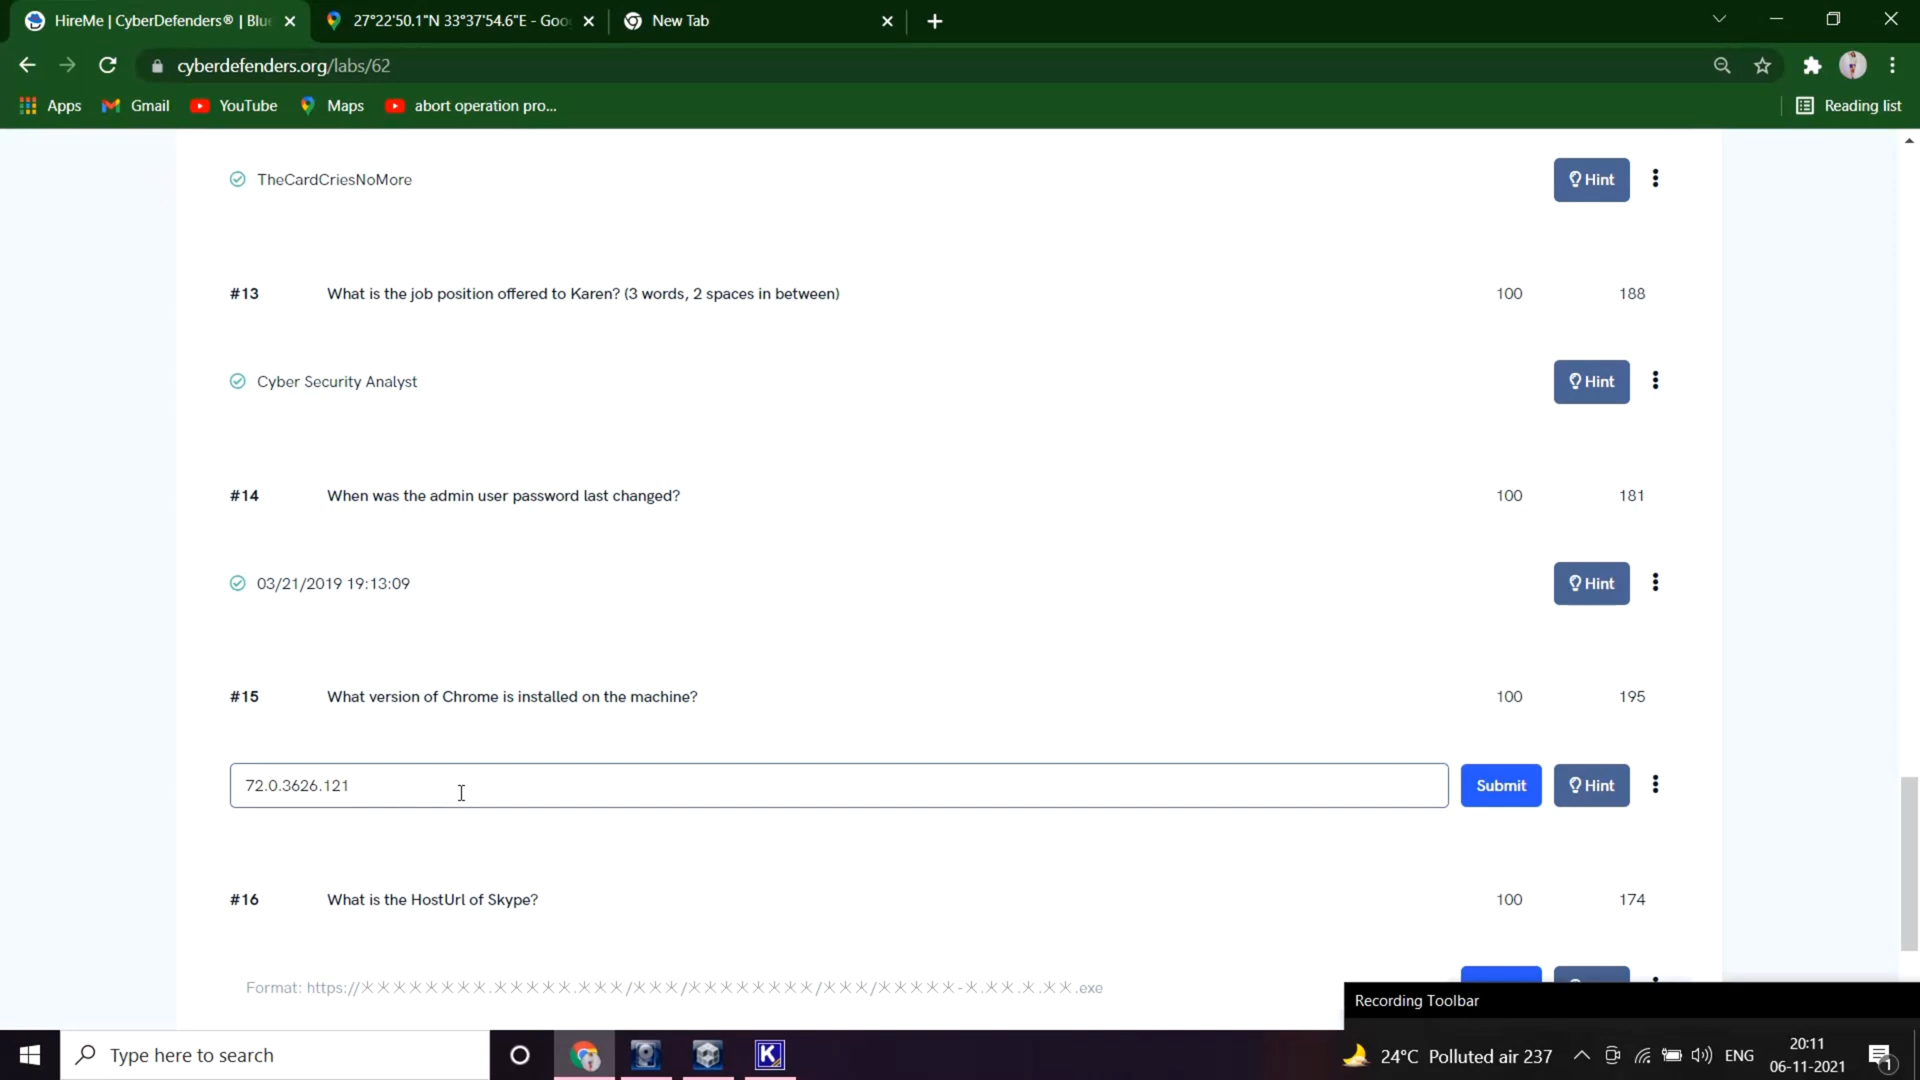 HireMe | CyberDefenders® | Blue
27°22'50.1"N 33°37'54.6"E - Goo
New Tab
cyberdefenders.org/labs/62
Apps
Gmail
YouTube
Maps
abort operation pro...
Reading list
TheCardCriesNoMore
Hint
#13 What is the job position offered to Karen? (3 words, 2 spaces in between) 100 188
Cyber Security Analyst
Hint
#14 When was the admin user password last changed? 100 181
03/21/2019 19:13:09
Hint
#15 What version of Chrome is installed on the machine? 100 195
72.0.3626.121
Submit
Hint
#16 What is the HostUrl of Skype? 100 174
Format: https://********.*****.***/***/********/***/*****-*.**.*.**.exe
Recording Toolbar
Type here to search
K
24°C Polluted air 237
ENG
20:11
06-11-2021
1